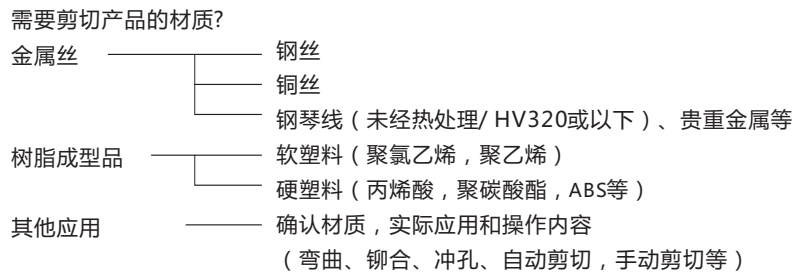 需要剪切产品的材质?
金属丝 钢丝
铜丝
钢琴线（未经热处理/ HV320或以下）、贵重金属等
树脂成型品 软塑料（聚氯乙烯，聚乙烯）
硬塑料（丙烯酸，聚碳酸酯，ABS等）
其他应用 确认材质，实际应用和操作内容
（弯曲、铆合、冲孔、自动剪切，手动剪切等）